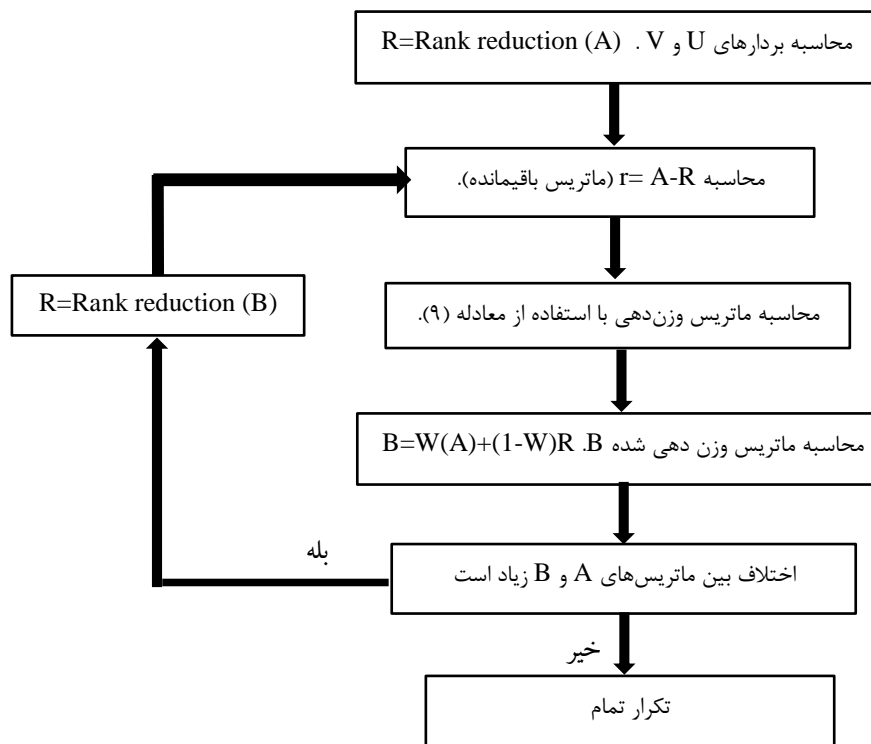 محاسبه بردارهای U و V . R=Rank reduction (A)
محاسبه r= A-R (ماتریس باقیمانده).
R=Rank reduction (B)
محاسبه ماتریس وزن‌دهی با استفاده از معادله (۹).
محاسبه ماتریس وزن دهی شده B. B=W(A)+(1-W)R
بله
اختلاف بین ماتریس‌های A و B زیاد است
خیر
تکرار تمام